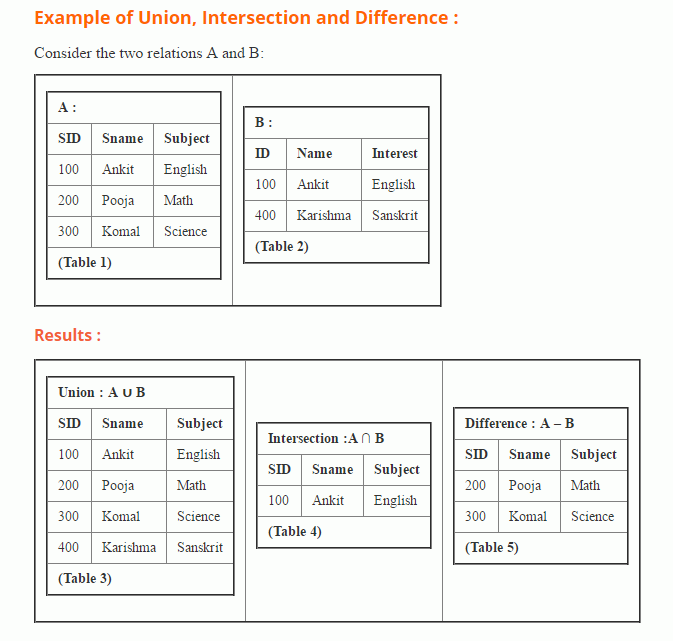 Example of Union, Intersection and Difference :
Consider the two relations A and B:
A :
SID Sname Subject
100 Ankit English
200 Pooja Math
300 Komal Science
(Table 1)
B :
ID Name Interest
100 Ankit English
400 Karishma Sanskrit
(Table 2)
Results :
Union : A ∪ B
SID Sname Subject
100 Ankit English
200 Pooja Math
300 Komal Science
400 Karishma Sanskrit
(Table 3)
Intersection :A ∩ B
SID Sname Subject
100 Ankit English
(Table 4)
Difference : A – B
SID Sname Subject
200 Pooja Math
300 Komal Science
(Table 5)